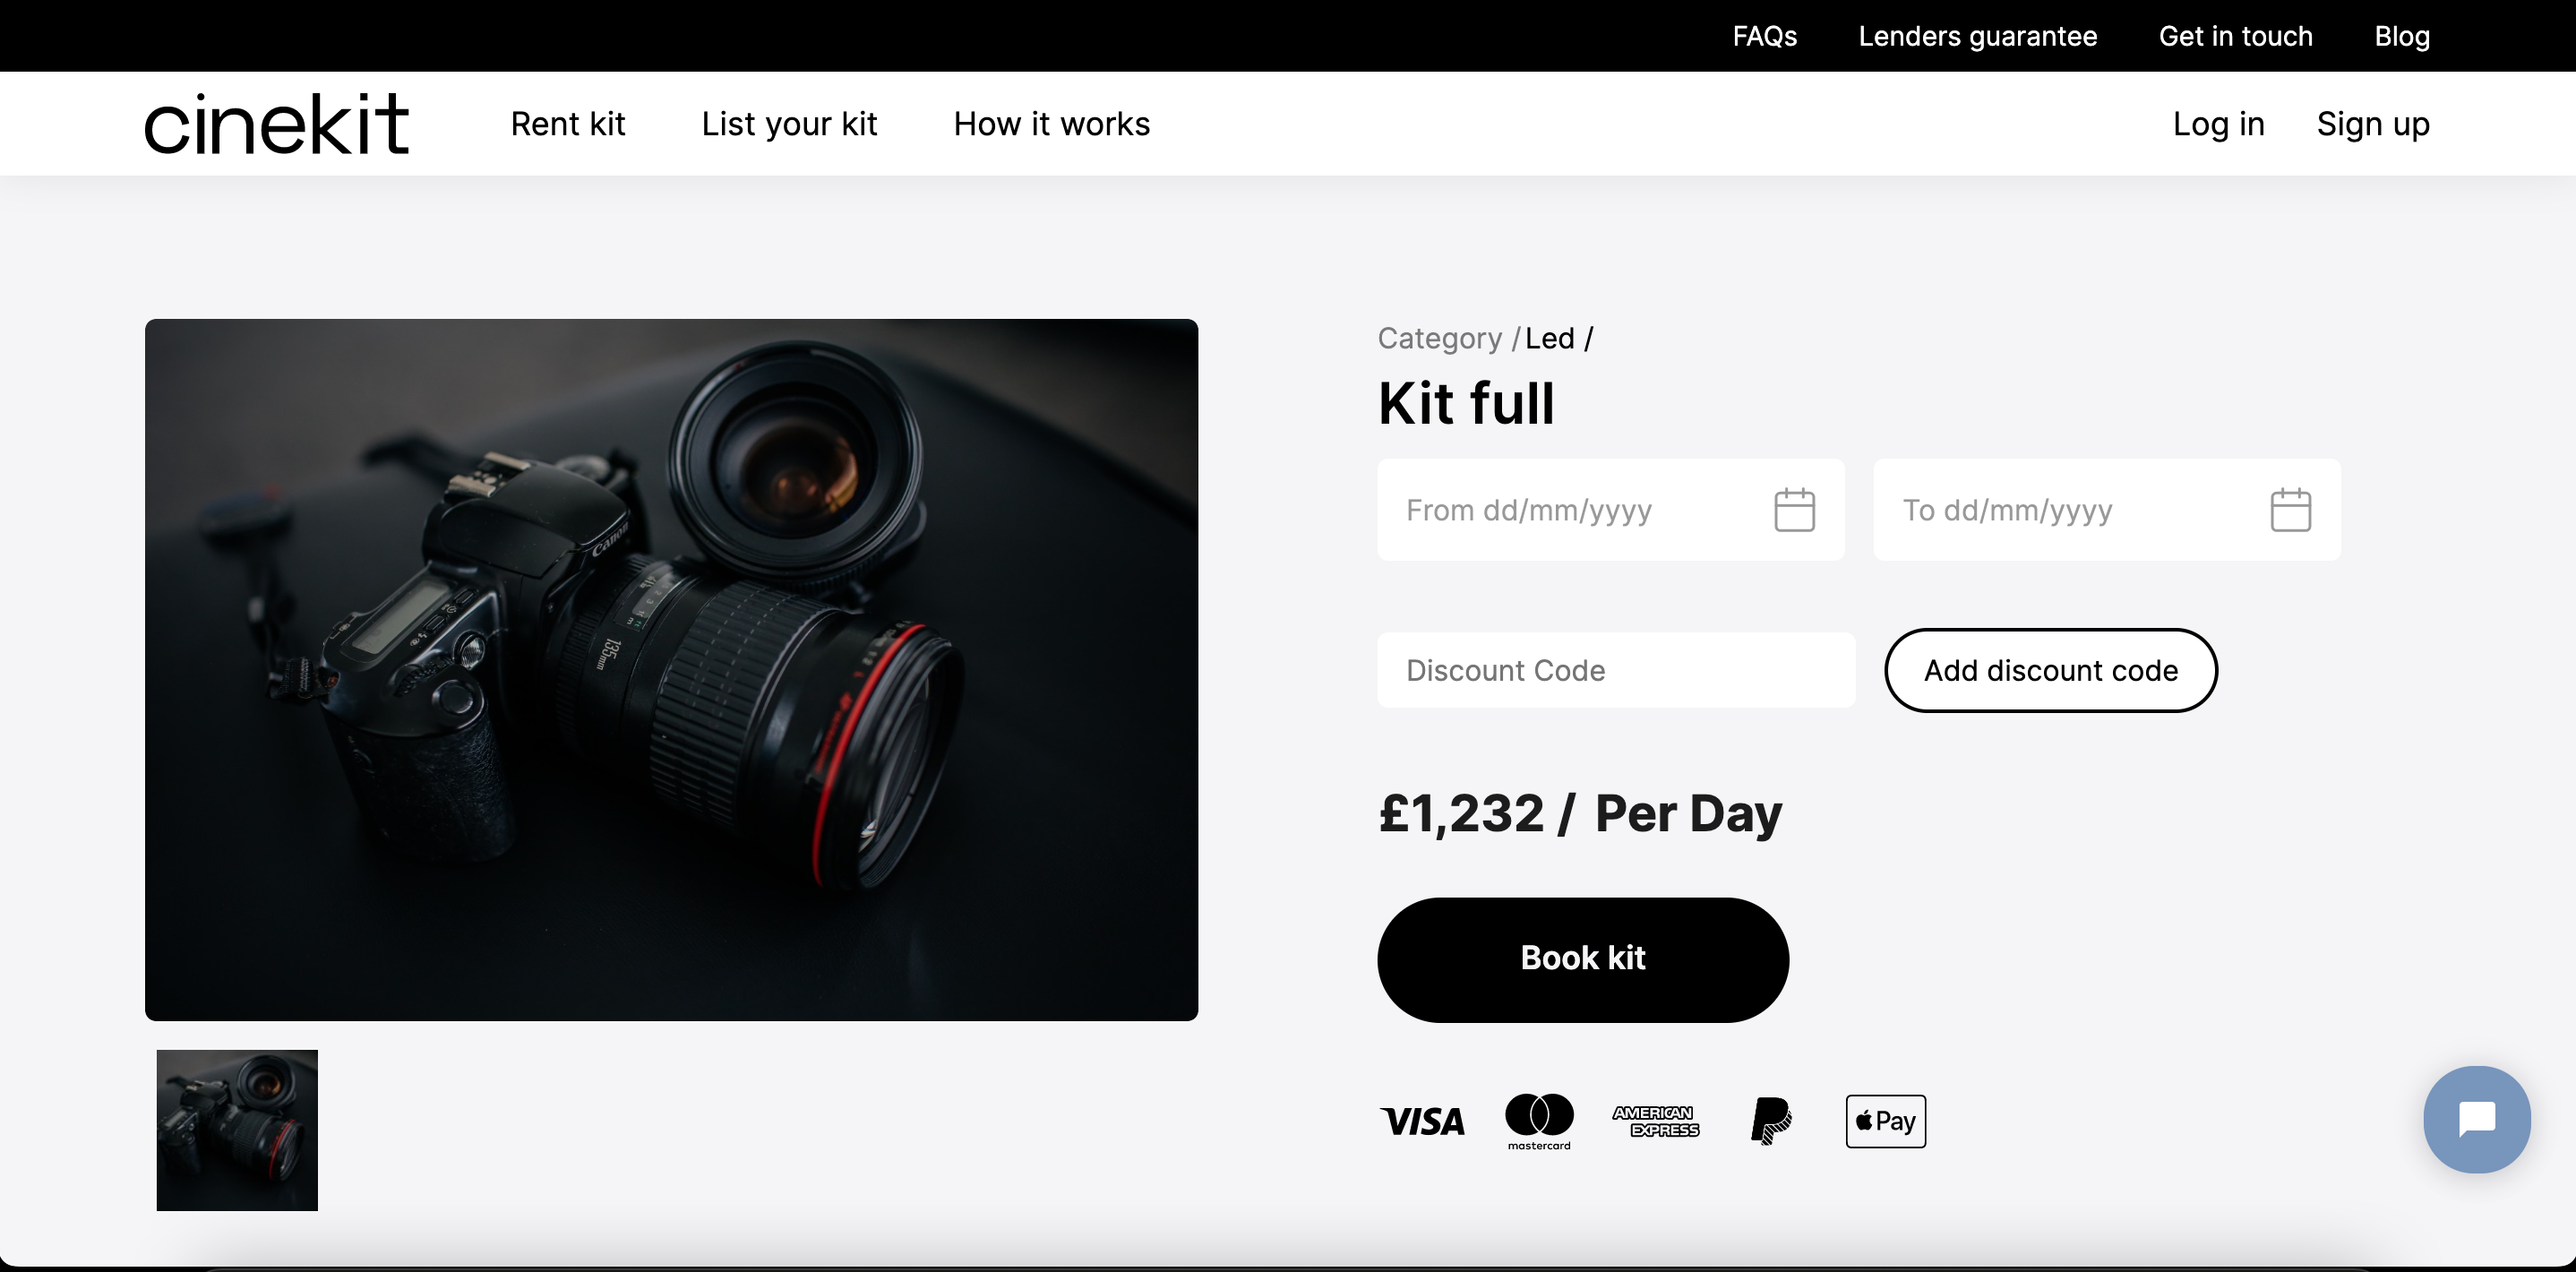 FAQs Lenders guarantee Get in touch Blog
cinekit Rent kit List your kit How it works Log in Sign up
Category / Led /
Kit full
From dd/mm/yyyy To dd/mm/yyyy
Discount Code Add discount code
£1,232 / Per Day
Book kit
VISA mastercard AMERICAN EXPRESS Pay
Canon
135mm